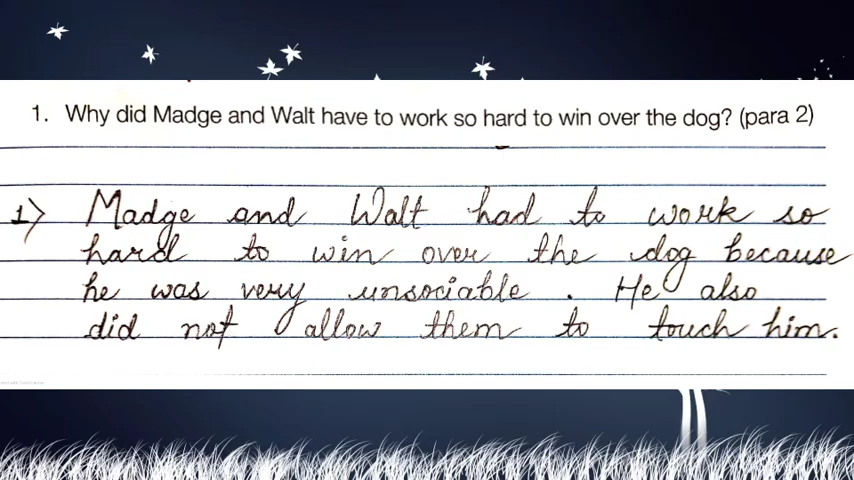 1. Why did Madge and Walt have to work so hard to win over the dog? (para 2)
1) Madge and Walt had to work so
hard to win over the dog because
he was very unsociable. He also
did not allow them to touch him.